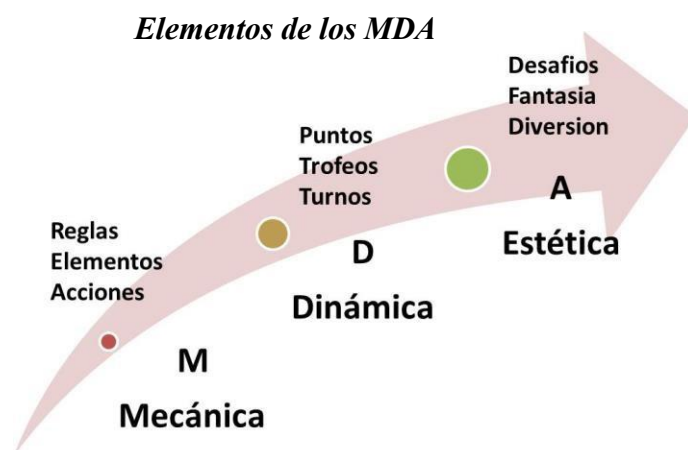 Elementos de los MDA
Reglas
Elementos
Acciones
M
Mecánica
Puntos
Trofeos
Turnos
D
Dinámica
Desafios
Fantasia
Diversion
A
Estética